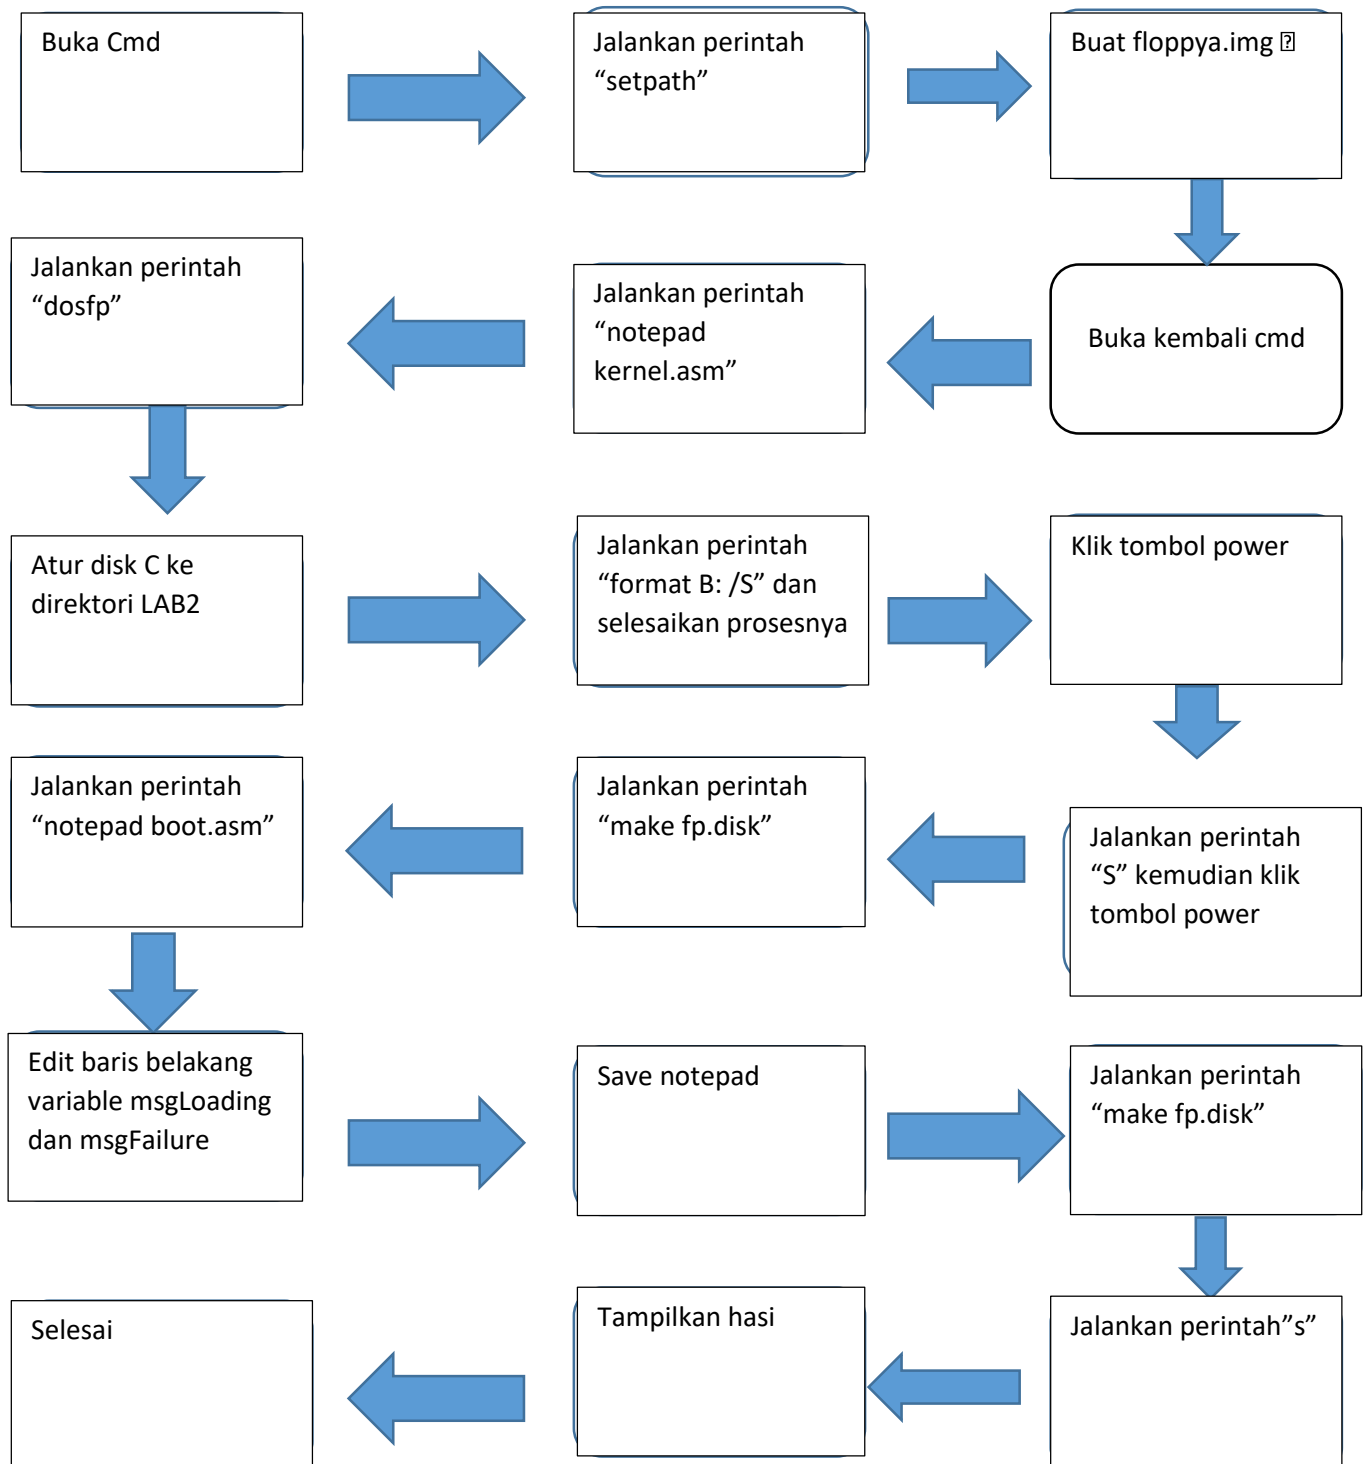 Buka Cmd
Jalankan perintah
“setpath”
Buat floppya.img 
Buka kembali cmd
Jalankan perintah
“notepad
kernel.asm”
Jalankan perintah
“dosfp”
Atur disk C ke
direktori LAB2
Jalankan perintah
“format B: /S” dan
selesaikan prosesnya
Klik tombol power
Jalankan perintah
“S” kemudian klik
tombol power
Jalankan perintah
“make fp.disk”
Jalankan perintah
“notepad boot.asm”
Edit baris belakang
variable msgLoading
dan msgFailure
Save notepad
Jalankan perintah
“make fp.disk”
Jalankan perintah”s”
Tampilkan hasi
Selesai